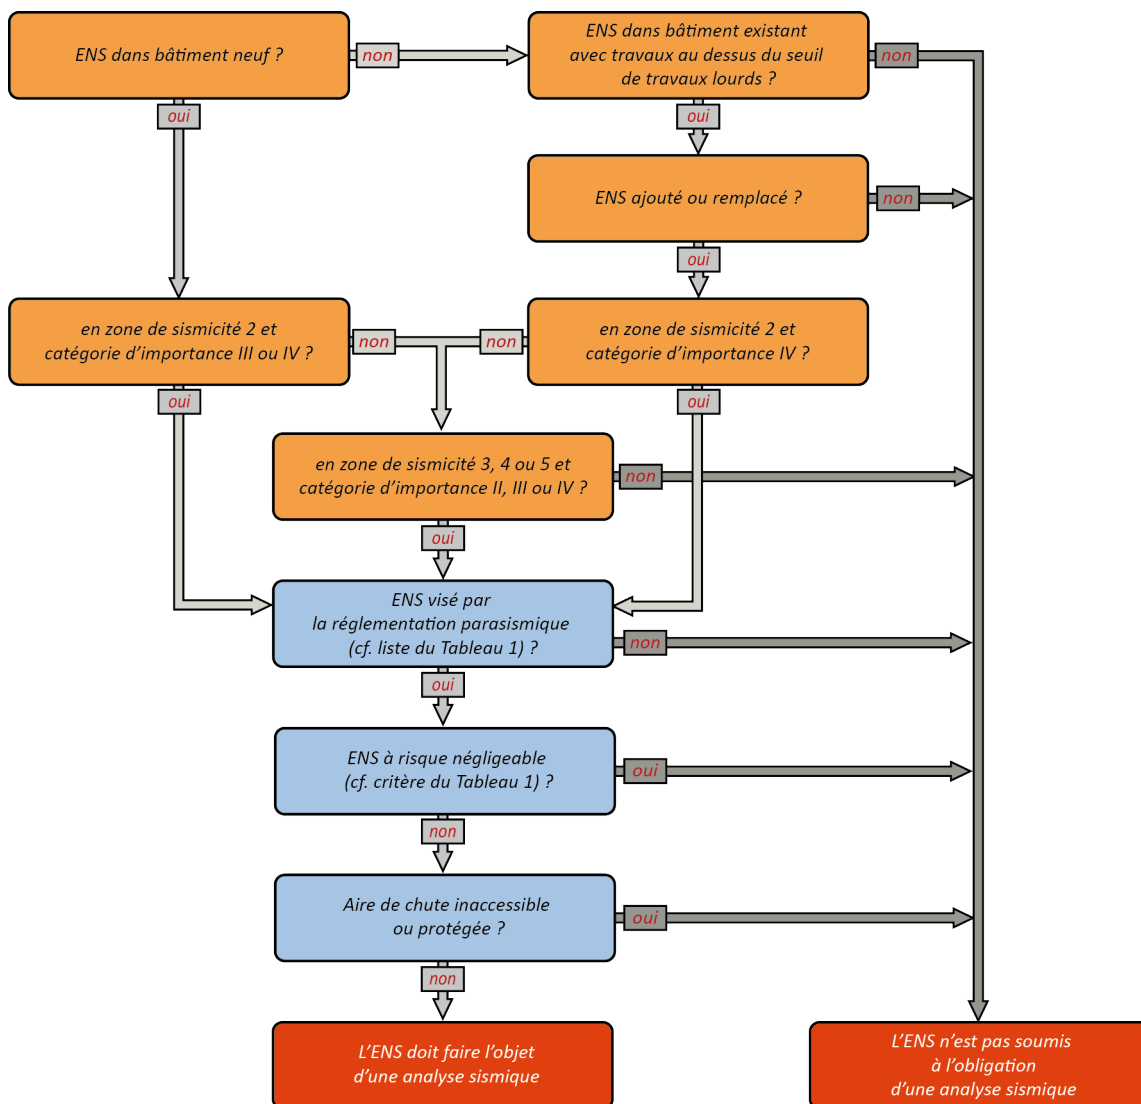 ENS dans bâtiment neuf ?
non
ENS dans bâtiment existant
avec travaux au dessus du seuil
de travaux lourds ?
non
oui
oui
ENS ajouté ou remplacé ?
non
oui
en zone de sismicité 2 et
catégorie d’importance III ou IV ?
non
non
en zone de sismicité 2 et
catégorie d’importance IV ?
oui
oui
en zone de sismicité 3, 4 ou 5 et
catégorie d’importance II, III ou IV ?
non
oui
ENS visé par
la réglementation parasismique
(cf. liste du Tableau 1) ?
non
oui
ENS à risque négligeable
(cf. critère du Tableau 1) ?
oui
non
Aire de chute inaccessible
ou protégée ?
oui
non
L’ENS doit faire l’objet
d’une analyse sismique
L’ENS n’est pas soumis
à l’obligation
d’une analyse sismique